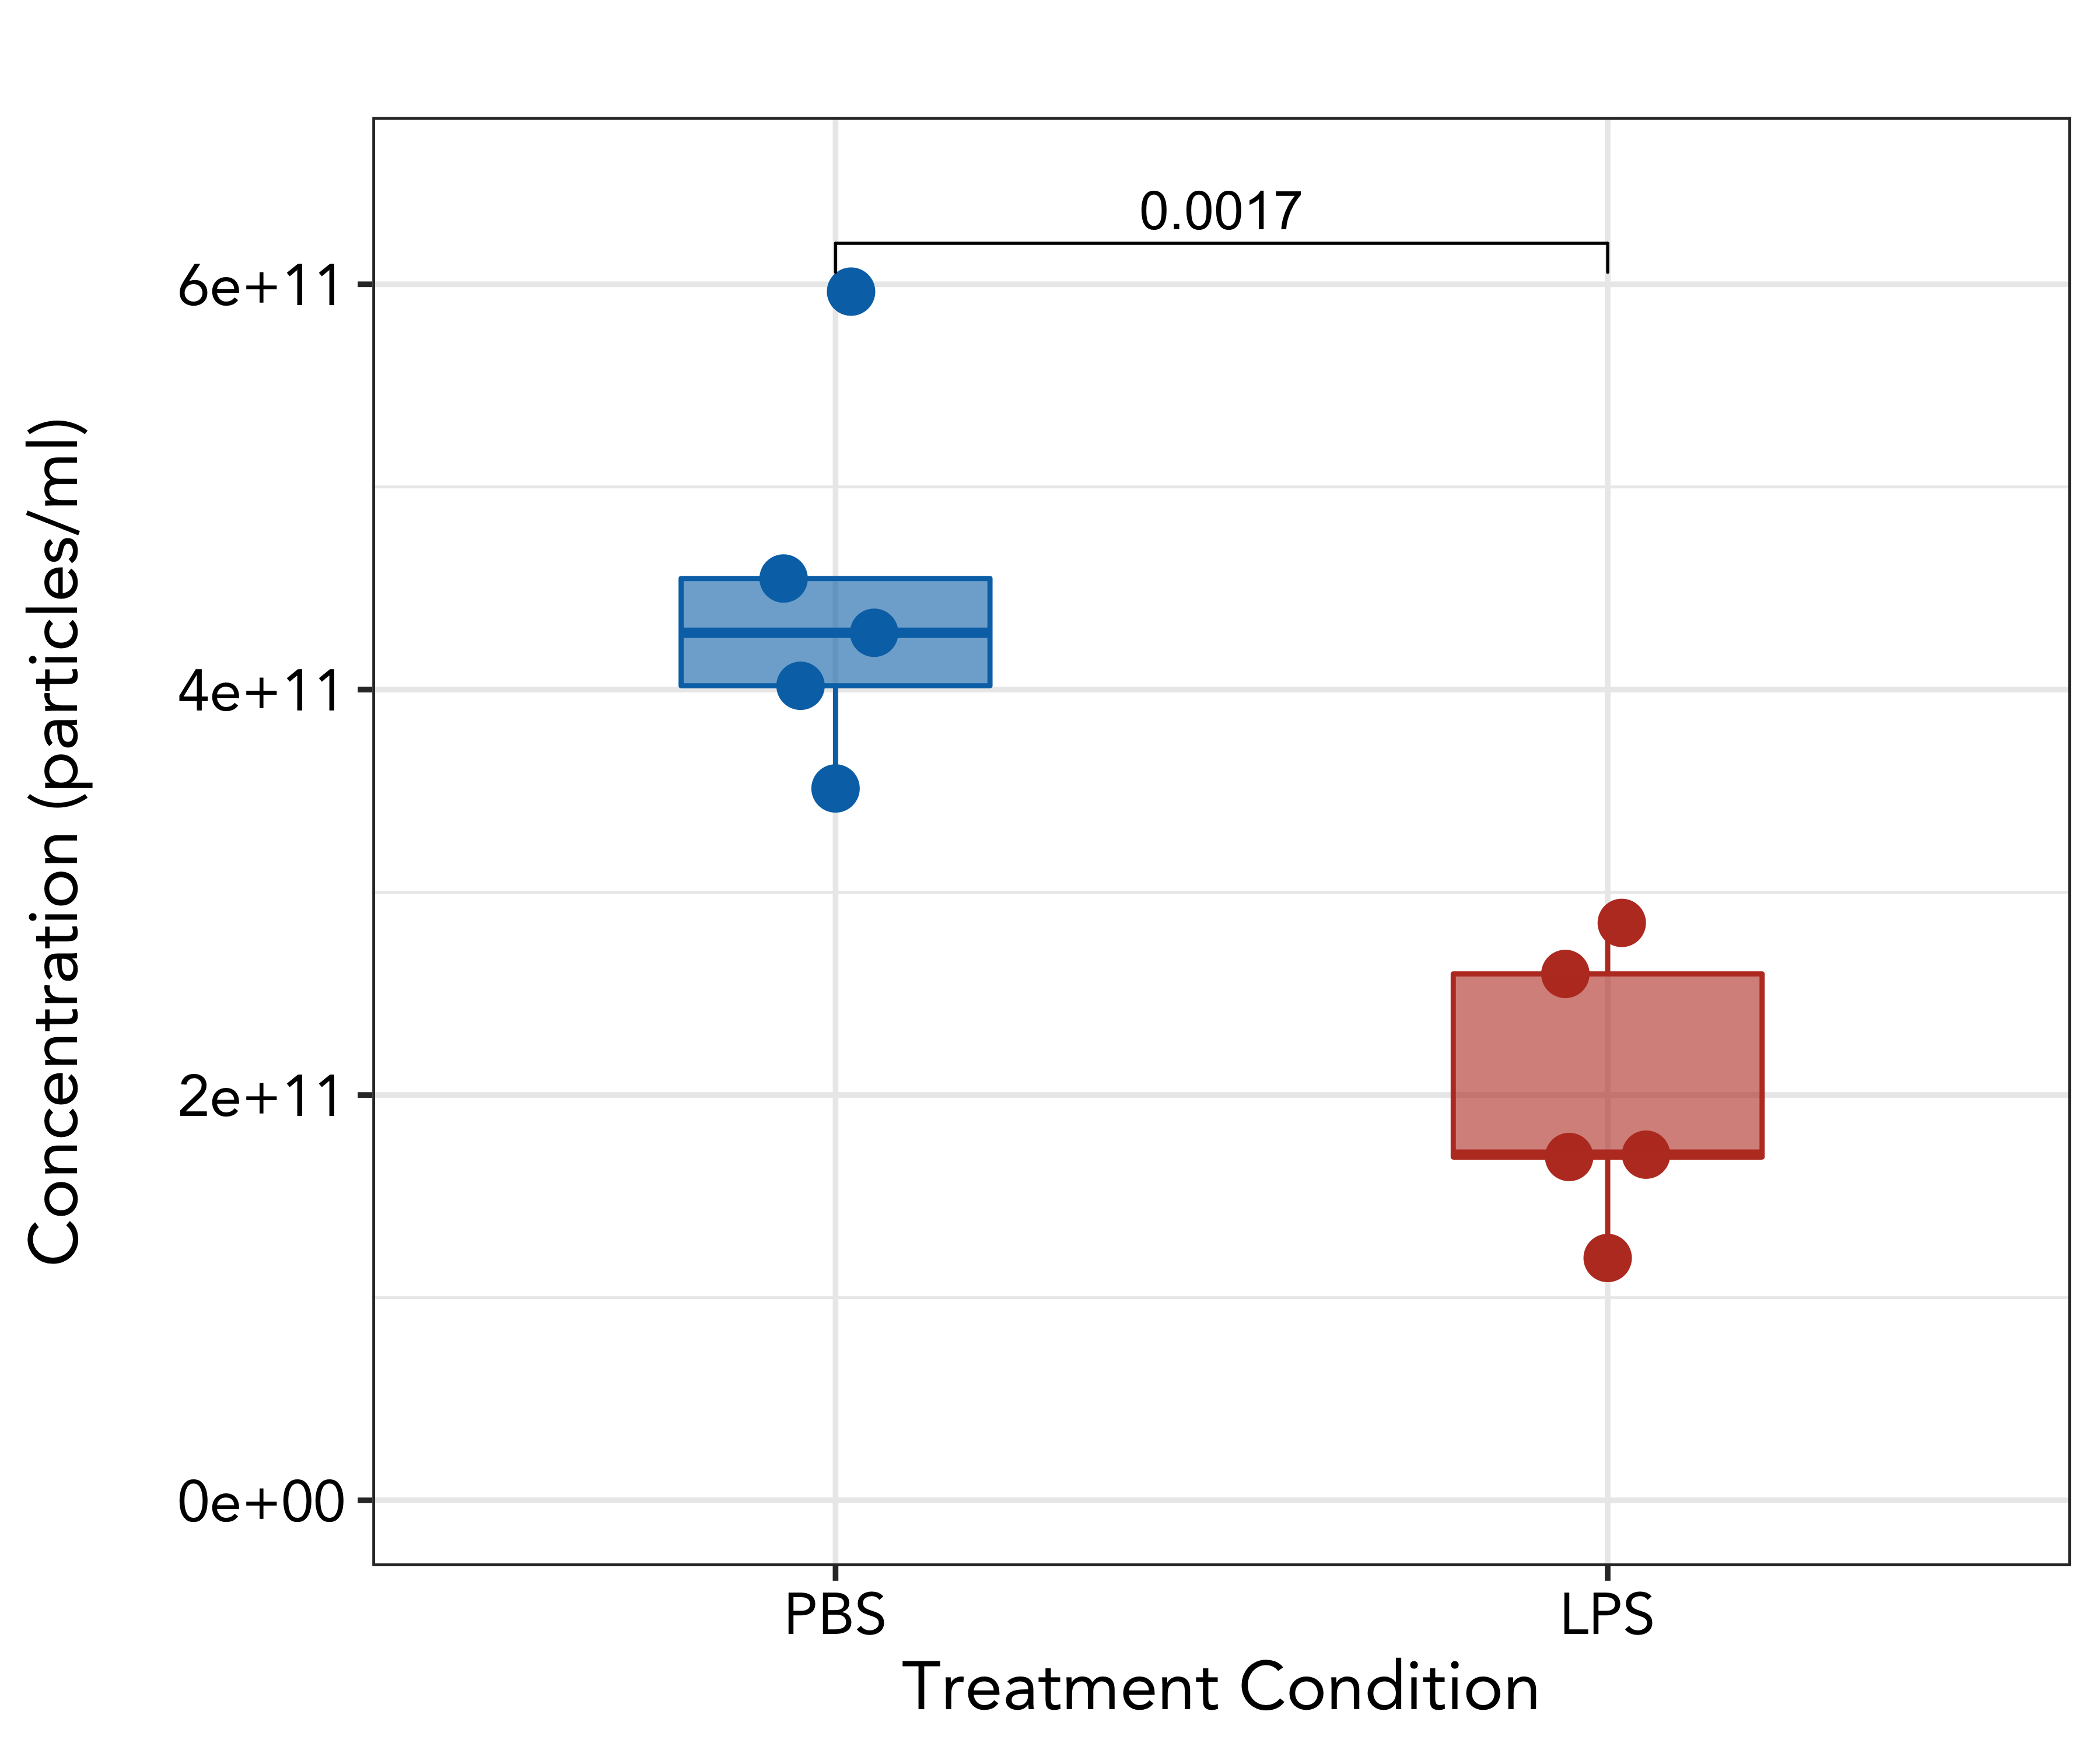 0.0017
6e+11
4e+11
2e+11
0e+00
Concentration (particles/ml)
PBS
LPS
Treatment Condition